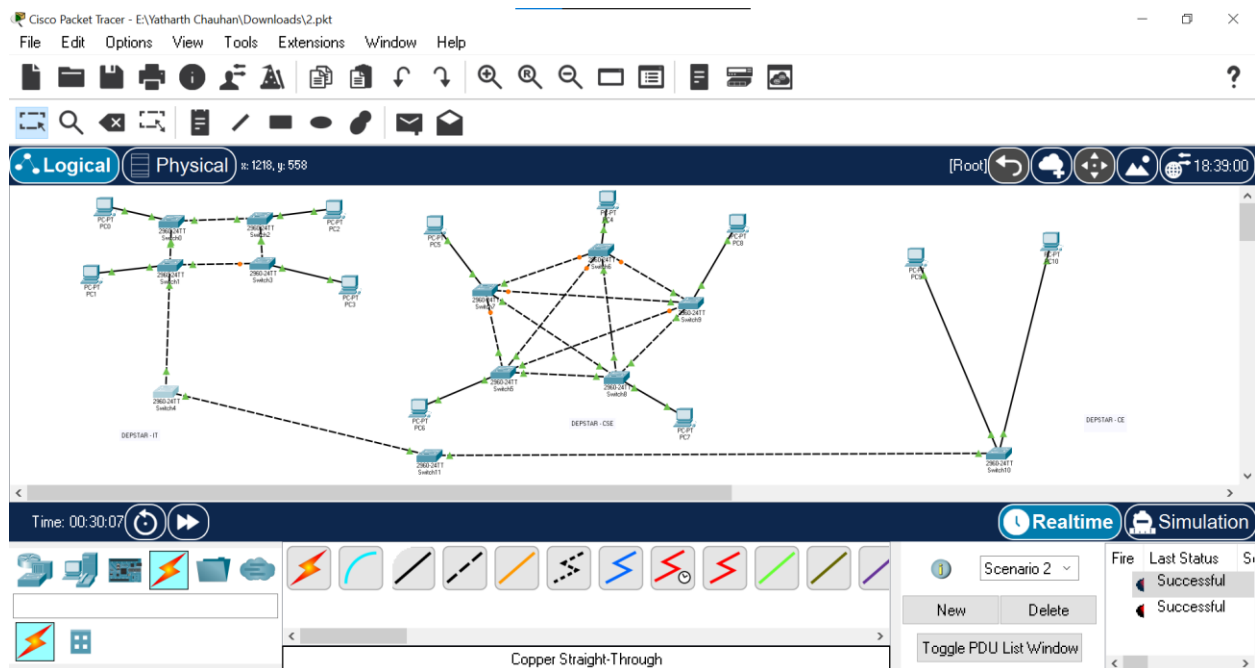 Cisco Packet Tracer - E:\Yatharth Chauhan\Downloads\2.pkt
File Edit Options View Tools Extensions Window Help
?
Logical Physical x: 1218, y: 558 [Root] 18:39:00
PC-PT
PC0
2960-24TT
Switch0
2960-24TT
Switch2
PC-PT
PC2
PC-PT
PC1
2960-24TT
Switch1
2960-24TT
Switch3
PC-PT
PC3
2960-24TT
Switch4
DEPSTAR - IT
PC-PT
PC5
PC-PT
PC4
PC-PT
PC8
2960-24TT
Switch6
2960-24TT
Switch7
2960-24TT
Switch9
2960-24TT
Switch5
2960-24TT
Switch8
PC-PT
PC6
PC-PT
PC7
DEPSTAR - CSE
2960-24TT
Switch11
PC-PT
PC9
PC-PT
PC10
2960-24TT
Switch10
DEPSTAR - CE
Time: 00:30:07 Realtime Simulation
Scenario 2
New Delete
Toggle PDU List Window
Fire Last Status
Successful
Successful
Copper Straight-Through